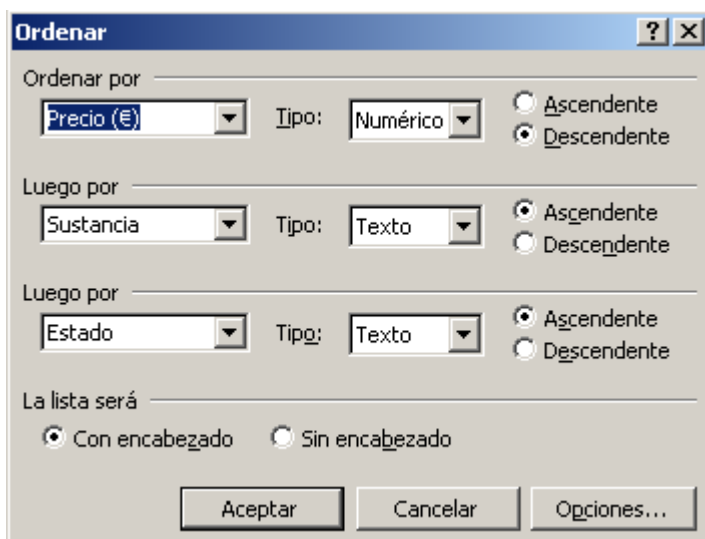 Ordenar
Ordenar por
Precio (€) Tipo: Numérico Ascendente
Descendente
Luego por
Sustancia Tipo: Texto Ascendente
Descendente
Luego por
Estado Tipo: Texto Ascendente
Descendente
La lista será
Con encabezado Sin encabezado
Aceptar Cancelar Opciones...